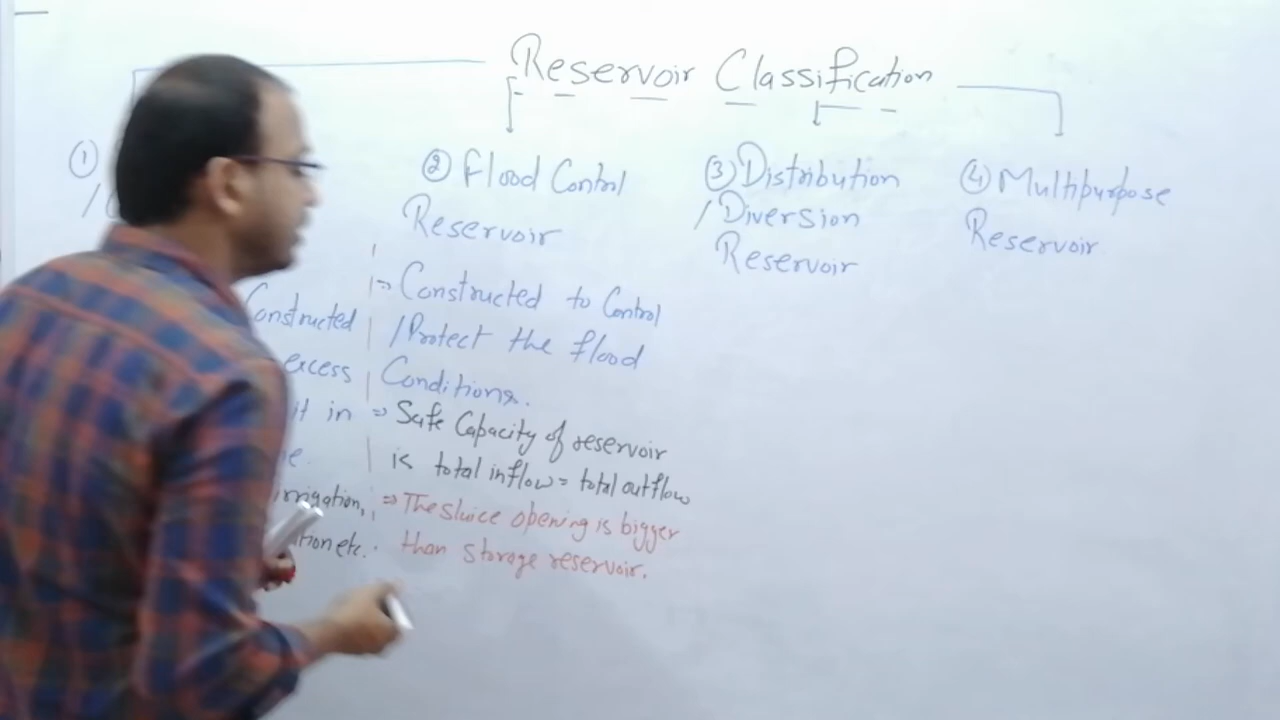 Reservoir Classification
①
/
② Flood Control
Reservoir
③ Distribution
/Diversion
Reservoir
④ Multipurpose
Reservoir
Constructed
excess
it in
irrigation,
etc.
⇒ Constructed to Control
/Protect the flood
Conditions.
⇒ Safe Capacity of reservoir
is total inflow = total outflow
⇒ The sluice opening is bigger
than storage reservoir.